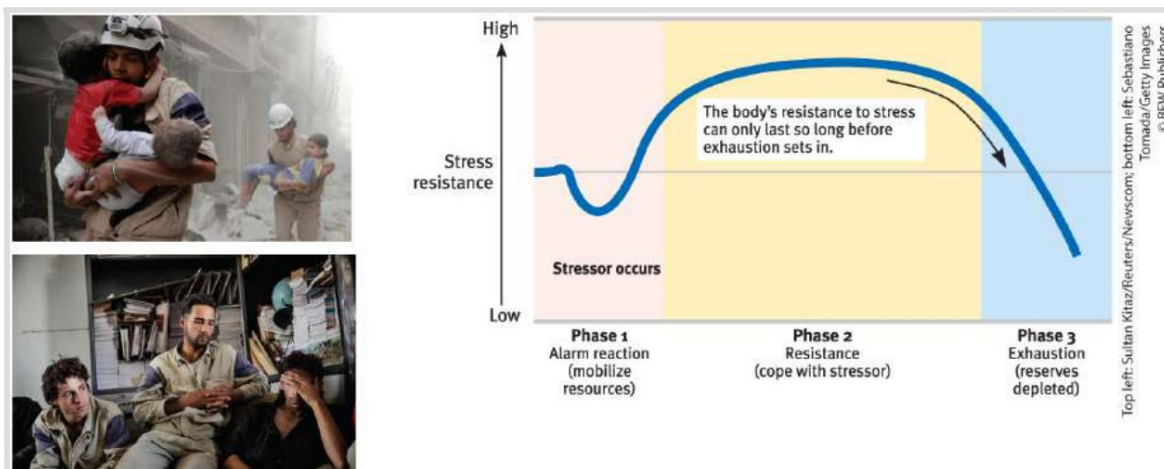 High
Stress
resistance
Low
The body's resistance to stress
can only last so long before
exhaustion sets in.
Stressor occurs
Phase 1
Alarm reaction
(mobilize
resources)
Phase 2
Resistance
(cope with stressor)
Phase 3
Exhaustion
(reserves
depleted)
Top left: Sultan Kitaz/Reuters/Newscom; bottom left: Sebastiano
Tomada/Getty Images
© BFW Publishers